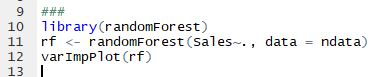 9 ###
10 library(randomForest)
11 rf <- randomForest(Sales~., data = ndata)
12 varImpPlot(rf)
13